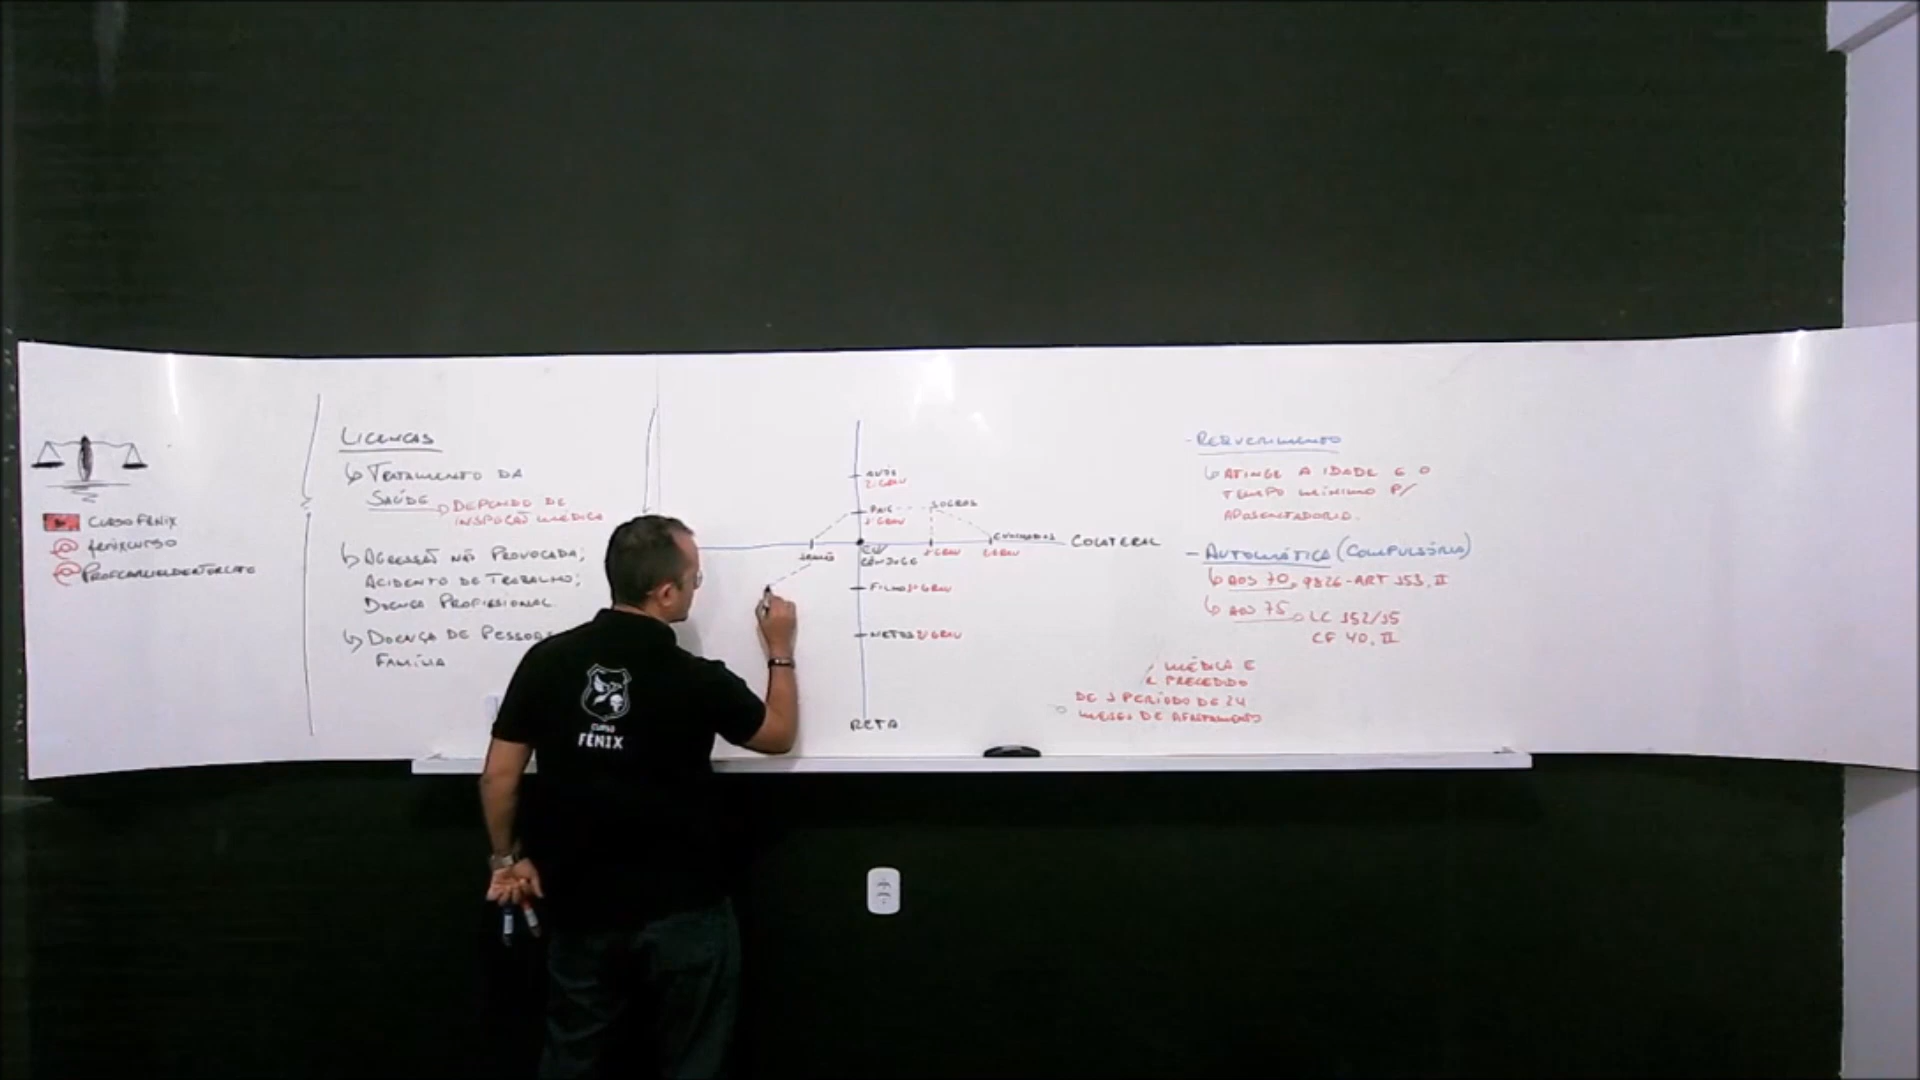 CURSO FÊNIX
@ fenixcurso
LICENÇAS
↳ TRATAMENTO DA
SAÚDE → DEPENDE DE
INSPEÇÃO MÉDICA
↳ AGRESSÃO NÃO PROVOCADA;
ACIDENTE DE TRABALHO;
DOENÇA PROFISSIONAL.
↳ DOENÇA DE PESSOA
FAMÍLIA
AVÓS
2º GRAU
PAIS
1º GRAU
SOGROS
IRMÃOS
EU
CÔNJUGE
1º GRAU
CUNHADOS
2º GRAU
COLATERAL
FILHOS 1º GRAU
NETOS 2º GRAU
RETA
- REQUERIMENTO
↳ ATINGE A IDADE E O
TEMPO MÍNIMO P/
APOSENTADORIA.
- AUTOMÁTICA (COMPULSÓRIA)
↳ AOS 70 → 9826 - ART 153, II
↳ AOS 75 → LC 152/15
CF 40, II
MÉDICA E
É PRECEDIDO
DE 1 PERÍODO DE 24
MESES DE AFASTAMENTO
CURSO
FÊNIX